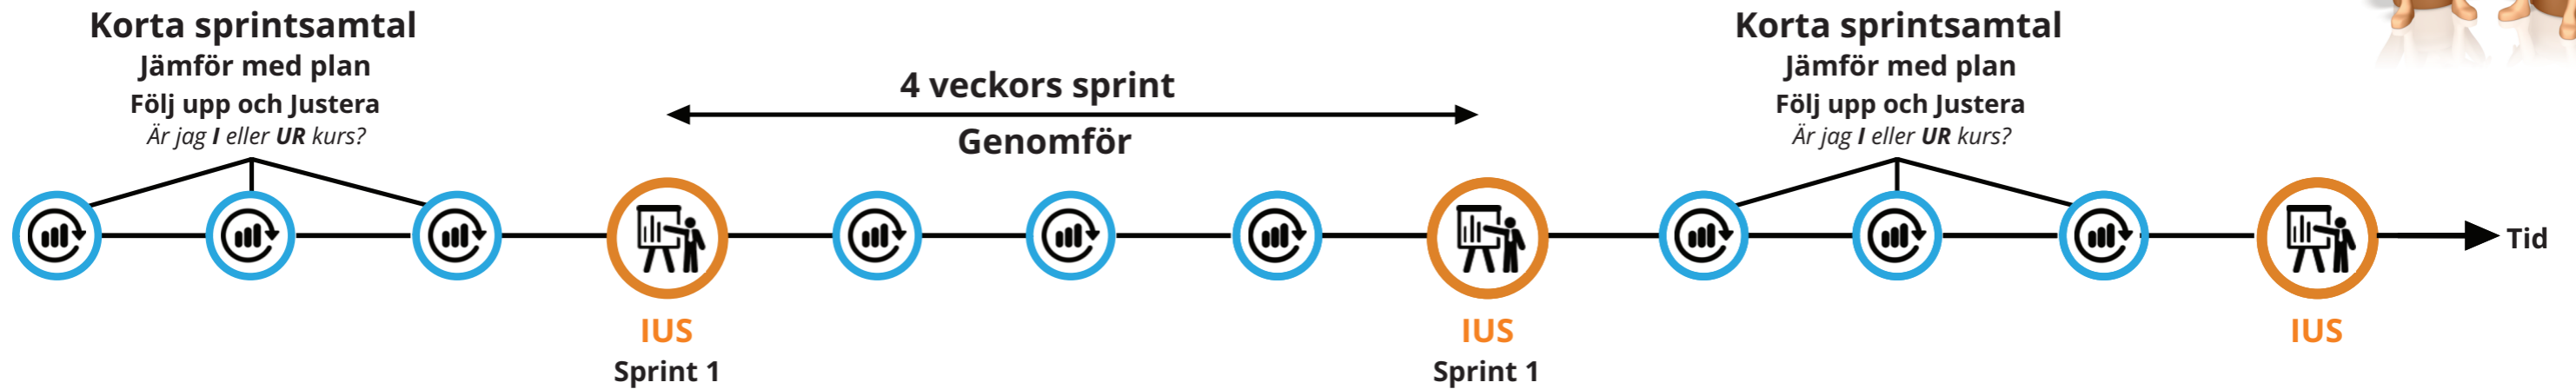 Korta sprintsamtal
Jämför med plan
Följ upp och Justera
Är jag I eller UR kurs?
4 veckors sprint
Genomför
Korta sprintsamtal
Jämför med plan
Följ upp och Justera
Är jag I eller UR kurs?
Tid
IUS
Sprint 1
IUS
Sprint 1
IUS